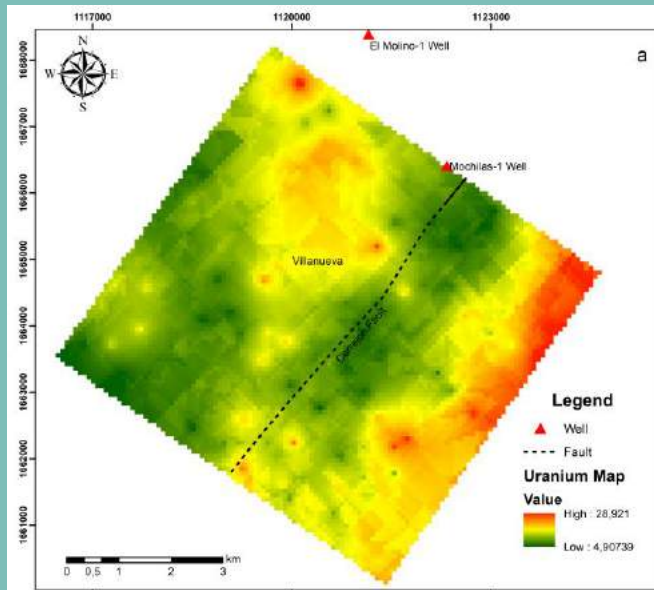 1117000 1120000 1123000
El Molino-1 Well
a
N
W E
S
1668000
1667000
Mochilas-1 Well
1666000
1665000
Villanueva
1664000
1663000
Legend
Well
Fault
1662000
Uranium Map
Value
High : 28,921
Low : 4,90739
1661000
km
0 0,5 1 2 3